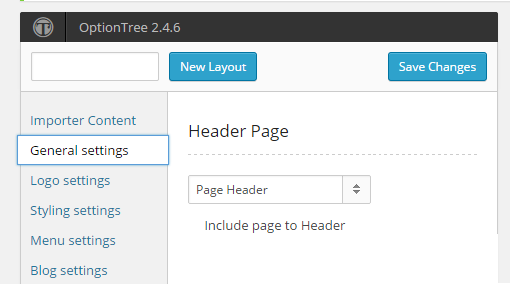 OptionTree 2.4.6
New Layout
Save Changes
Importer Content
General settings
Logo settings
Styling settings
Menu settings
Blog settings
Header Page
Page Header
Include page to Header